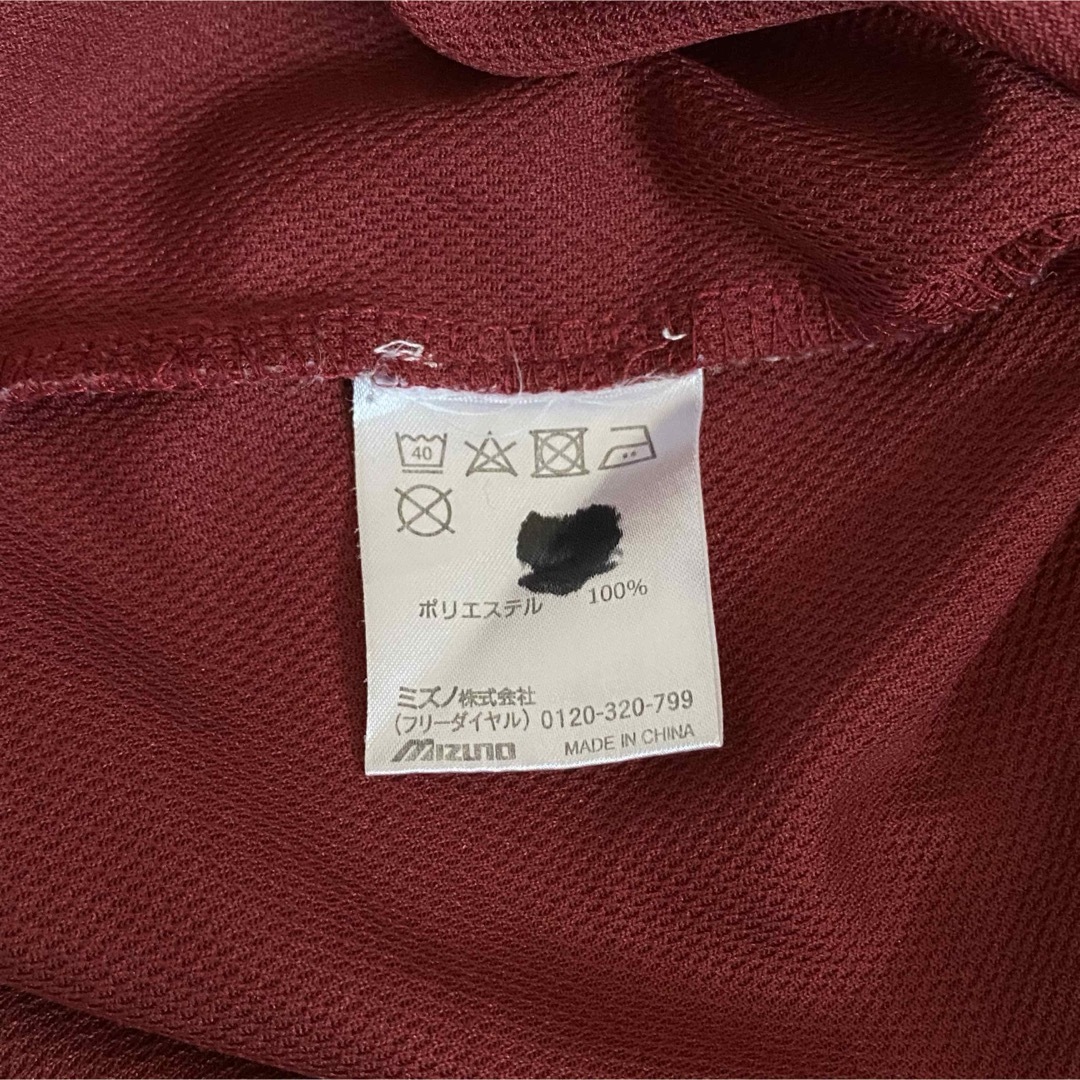 40
ポリエステル 100%
ミズノ株式会社
(フリーダイヤル) 0120-320-799
MIZUNO MADE IN CHINA